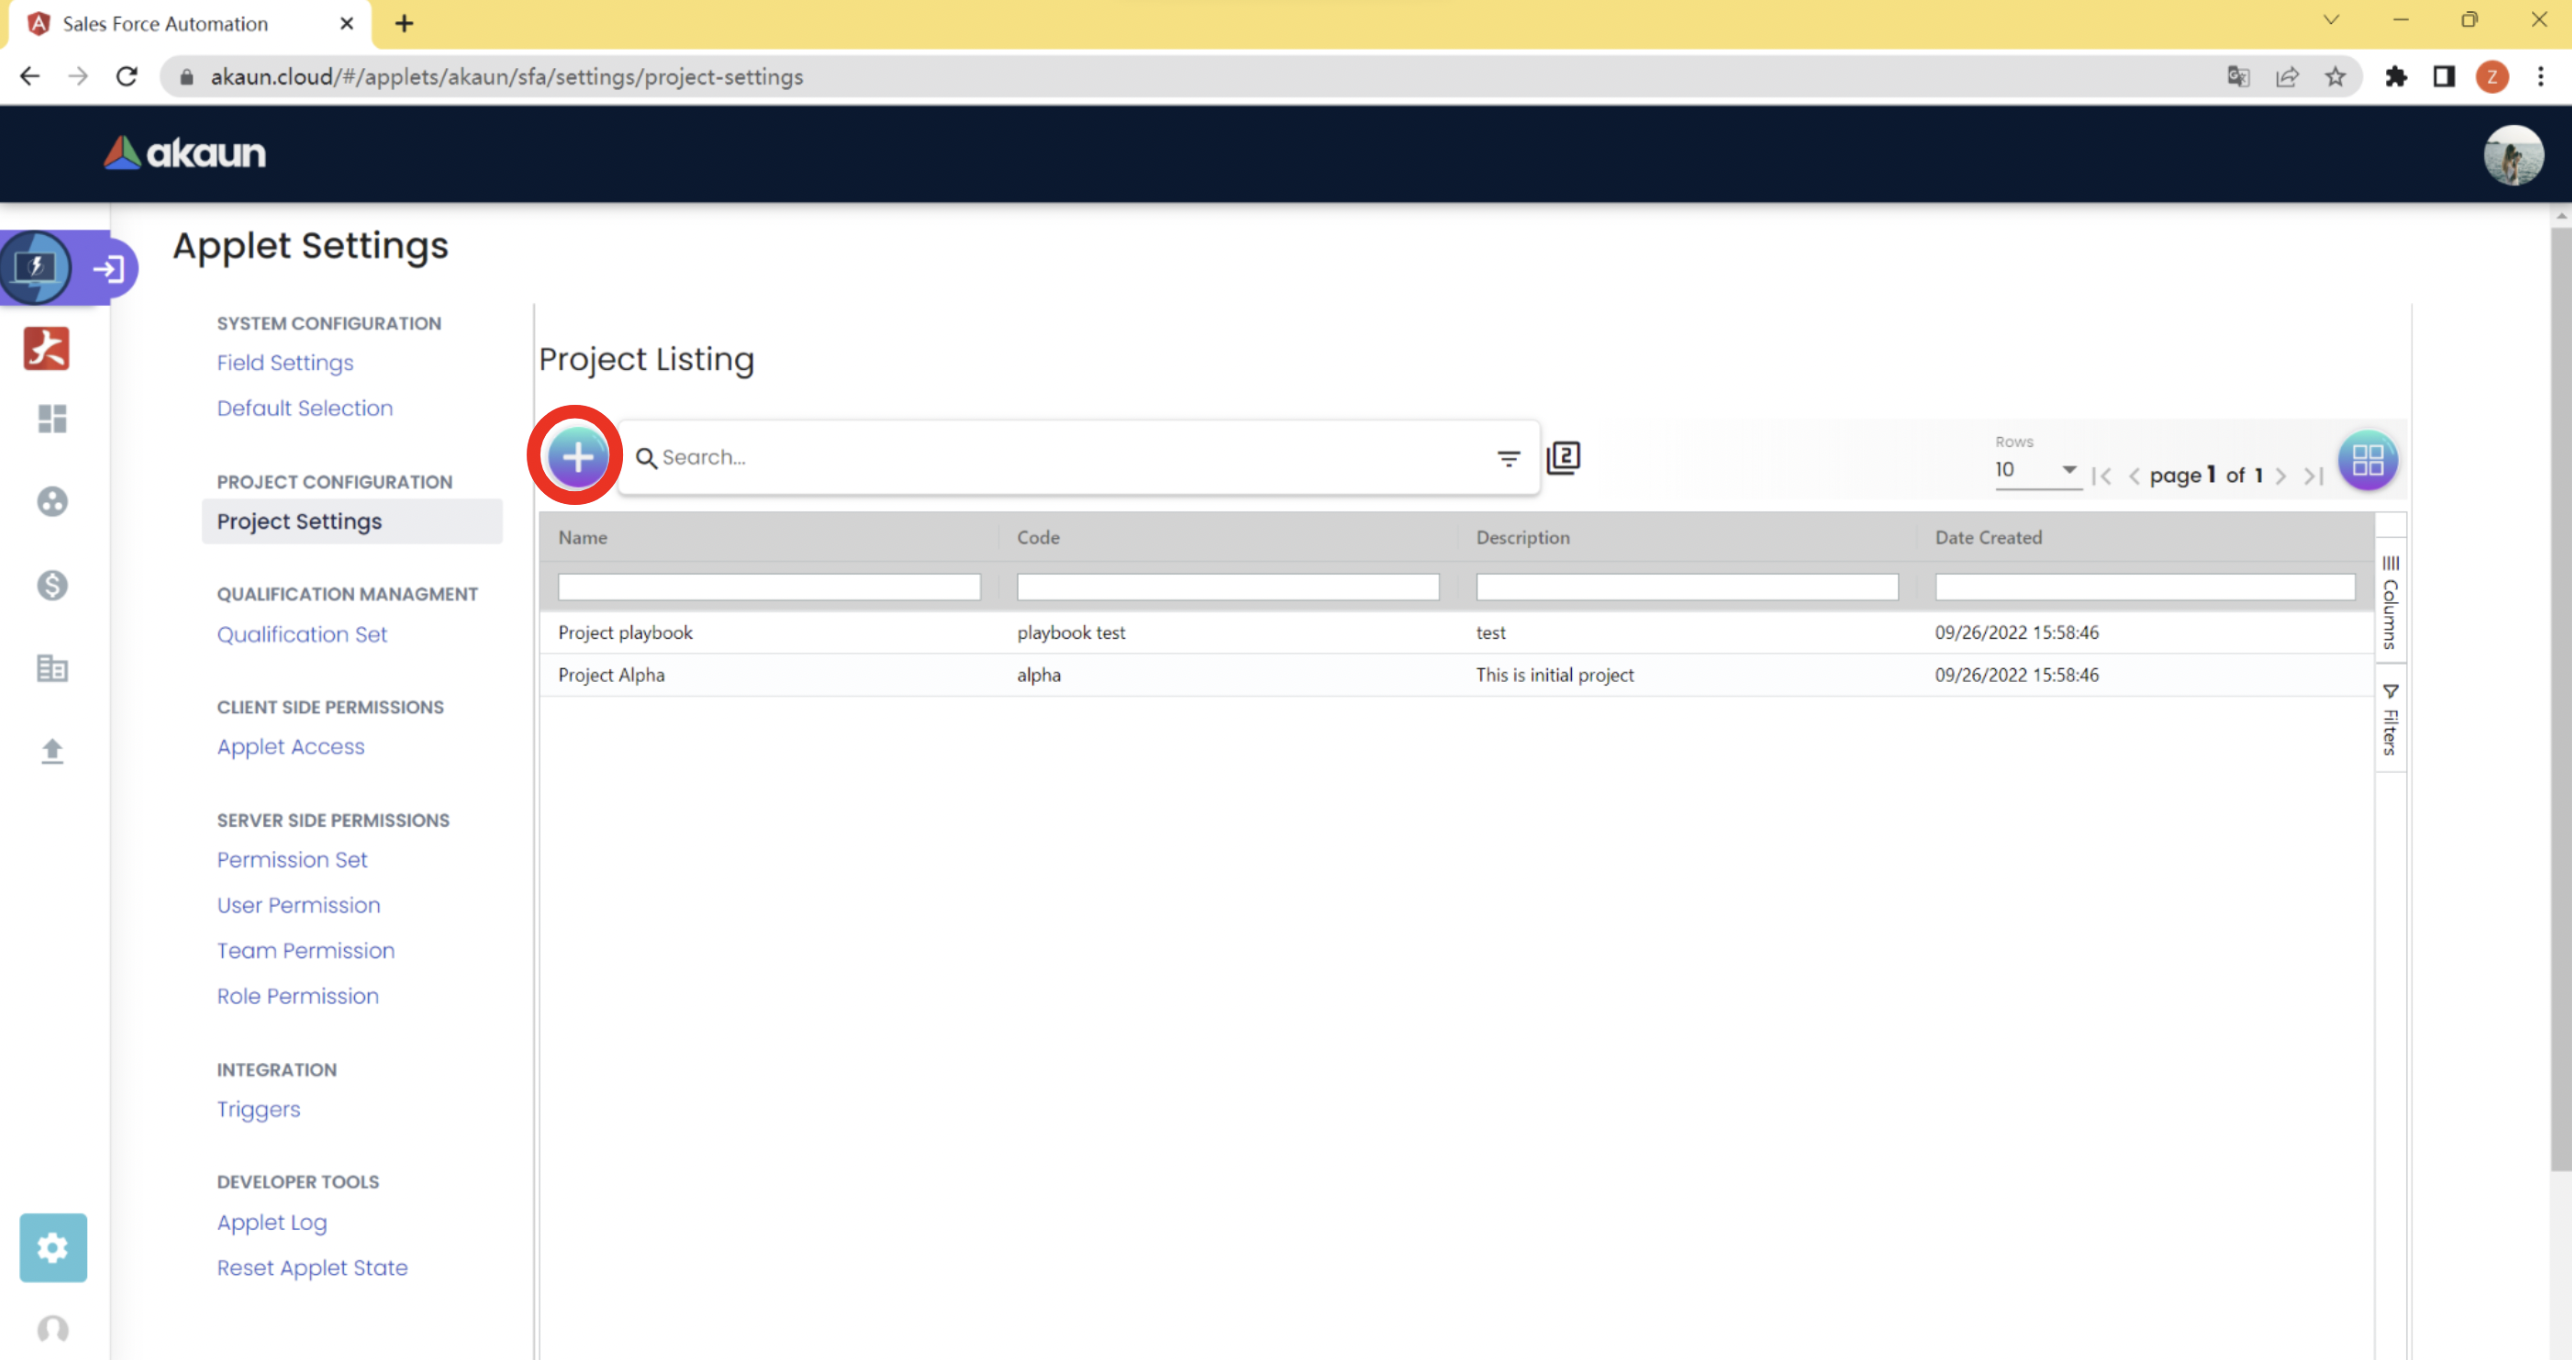 Sales Force Automation
akaun.cloud/#/applets/akaun/sfa/settings/project-settings
Z
akaun
Applet Settings
SYSTEM CONFIGURATION
Field Settings
Default Selection
PROJECT CONFIGURATION
Project Settings
QUALIFICATION MANAGMENT
Qualification Set
CLIENT SIDE PERMISSIONS
Applet Access
SERVER SIDE PERMISSIONS
Permission Set
User Permission
Team Permission
Role Permission
INTEGRATION
Triggers
DEVELOPER TOOLS
Applet Log
Reset Applet State
Project Listing
Search...
2
Rows
10
page 1 of 1
Name Code Description Date Created
Project playbook playbook test test 09/26/2022 15:58:46
Project Alpha alpha This is initial project 09/26/2022 15:58:46
Columns
Filters